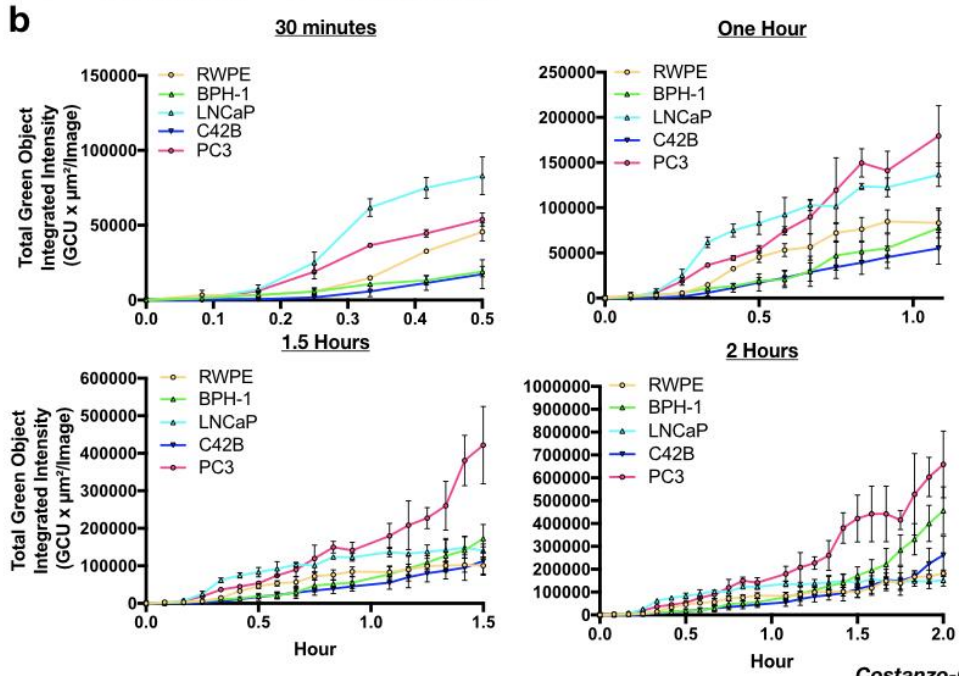 b
30 minutes
Total Green Object
Integrated Intensity
(GCU x µm²/Image)
150000
100000
50000
0
0.0 0.1 0.2 0.3 0.4 0.5
RWPE
BPH-1
LNCaP
C42B
PC3
One Hour
250000
200000
150000
100000
50000
0
0.0 0.5 1.0
RWPE
BPH-1
LNCaP
C42B
PC3
1.5 Hours
Total Green Object
Integrated Intensity
(GCU x µm²/Image)
600000
500000
400000
300000
200000
100000
0
0.0 0.5 1.0 1.5
Hour
RWPE
BPH-1
LNCaP
C42B
PC3
2 Hours
1000000
900000
800000
700000
600000
500000
400000
300000
200000
100000
0
0.0 0.5 1.0 1.5 2.0
Hour
RWPE
BPH-1
LNCaP
C42B
PC3